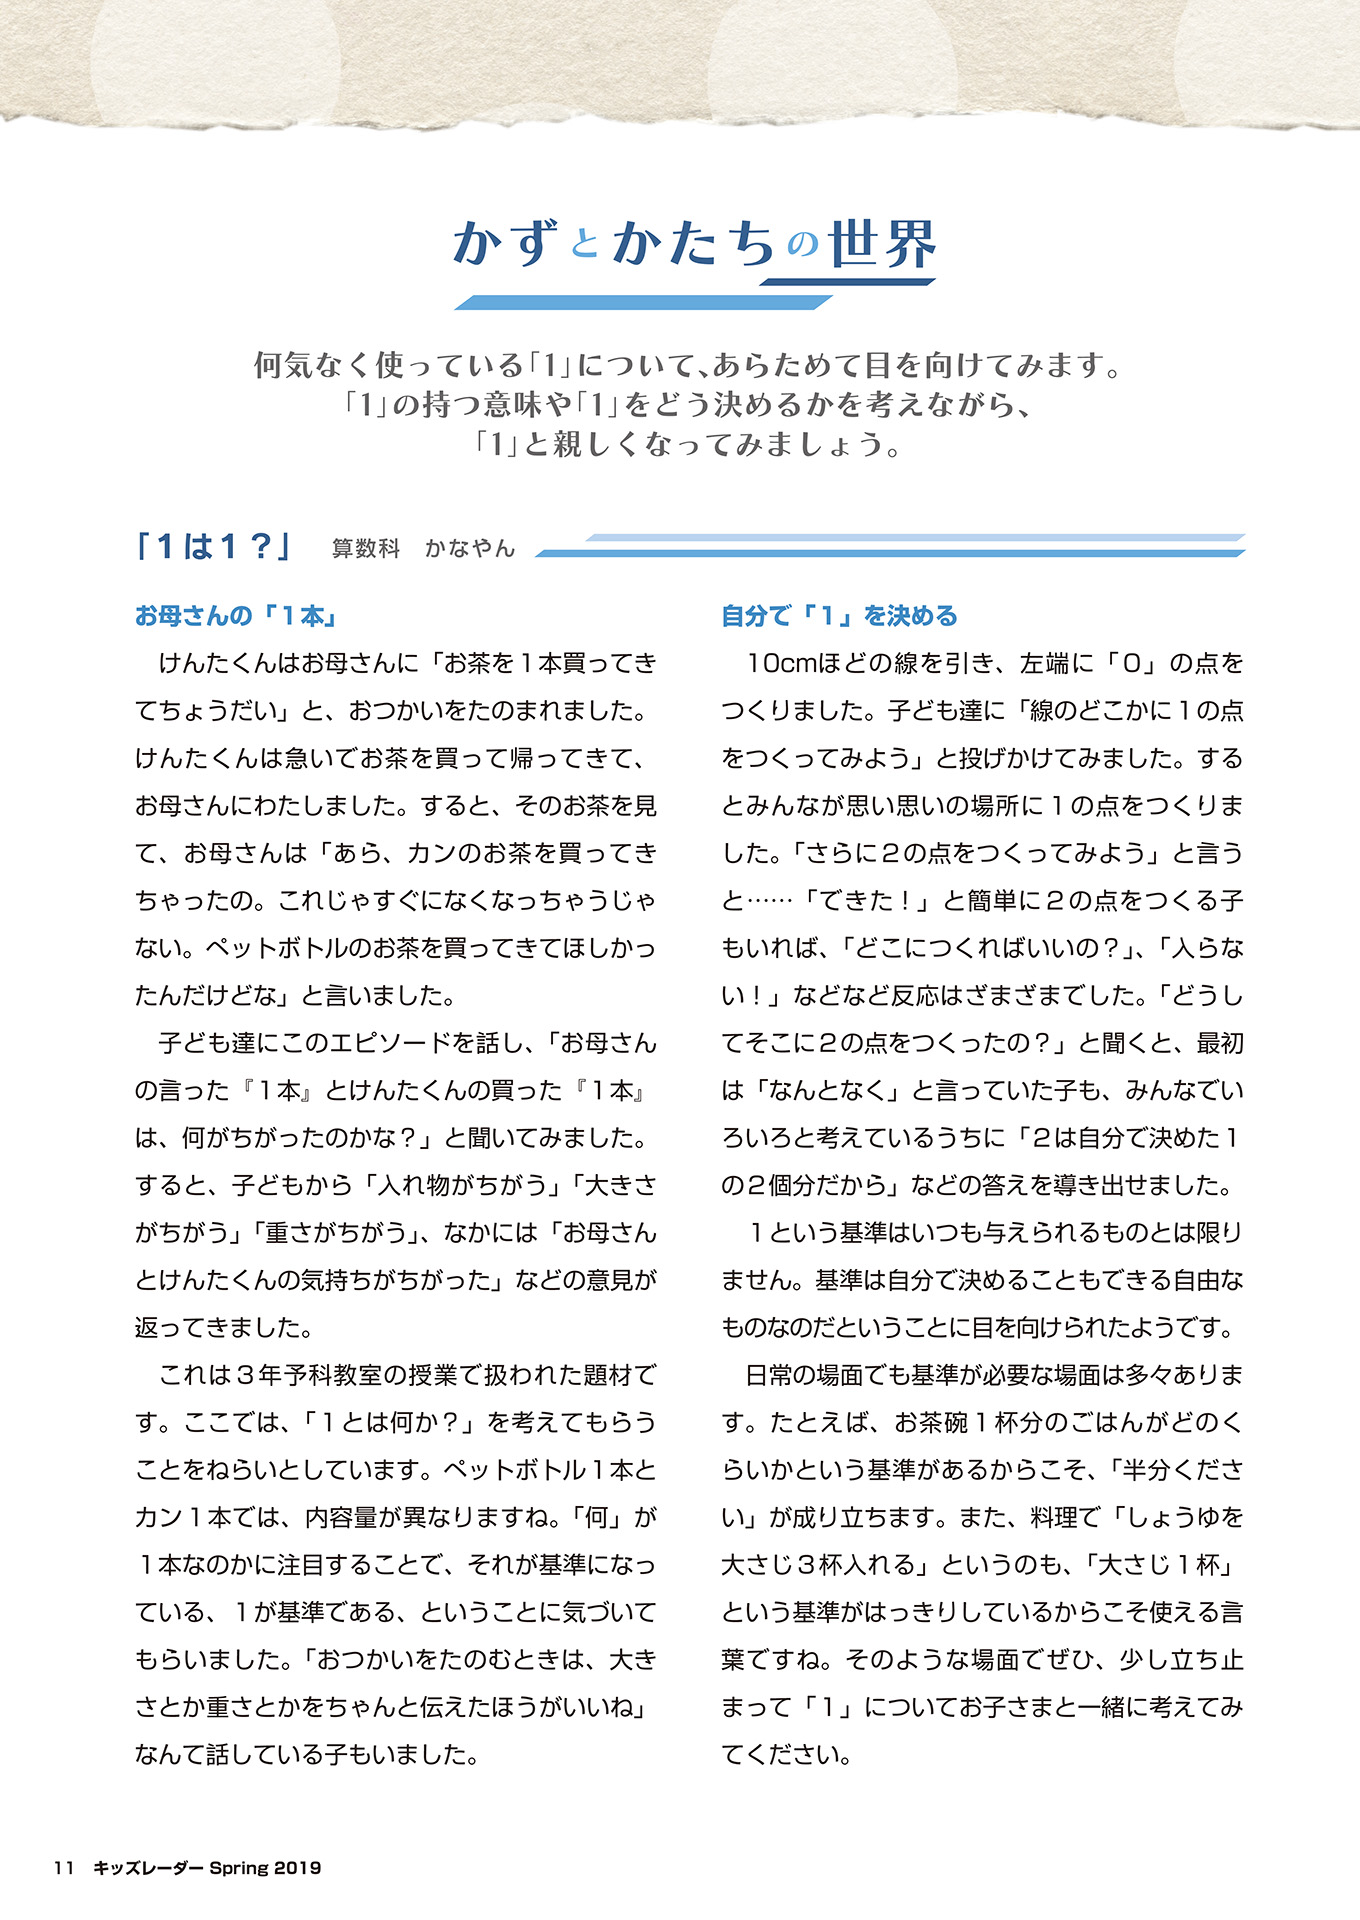 かずとかたちの世界
何気なく使っている「1」について、あらためて目を向けてみます。
「1」の持つ意味や「1」をどう決めるかを考えながら、
「1」と親しくなってみましょう。
「1は1？」 算数科 かなやん
お母さんの「1本」
けんたくんはお母さんに「お茶を1本買ってき
てちょうだい」と、おつかいをたのまれました。
けんたくんは急いでお茶を買って帰ってきて、
お母さんにわたしました。すると、そのお茶を見
て、お母さんは「あら、カンのお茶を買ってき
ちゃったの。これじゃすぐになくなっちゃうじゃ
ない。ペットボトルのお茶を買ってきてほしかっ
たんだけどな」と言いました。
子ども達にこのエピソードを話し、「お母さん
の言った『1本』とけんたくんの買った『1本』
は、何がちがったのかな？」と聞いてみました。
すると、子どもから「入れ物がちがう」「大きさ
がちがう」「重さがちがう」、なかには「お母さん
とけんたくんの気持ちがちがった」などの意見が
返ってきました。
これは3年予科教室の授業で扱われた題材で
す。ここでは、「1とは何か？」を考えてもらう
ことをねらいとしています。ペットボトル1本と
カン1本では、内容量が異なりますね。「何」が
1本なのかに注目することで、それが基準になっ
ている、1が基準である、ということに気づいて
もらいました。「おつかいをたのむときは、大き
さとか重さとかをちゃんと伝えたほうがいいね」
なんて話している子もいました。
自分で「1」を決める
10cmほどの線を引き、左端に「0」の点を
つくりました。子ども達に「線のどこかに1の点
をつくってみよう」と投げかけてみました。する
とみんなが思い思いの場所に1の点をつくりま
した。「さらに2の点をつくってみよう」と言う
と……「できた！」と簡単に2の点をつくる子
もいれば、「どこにつくればいいの？」、「入らな
い！」などなど反応はざまざまでした。「どうし
てそこに2の点をつくったの？」と聞くと、最初
は「なんとなく」と言っていた子も、みんなでい
ろいろと考えているうちに「2は自分で決めた1
の2個分だから」などの答えを導き出せました。
1という基準はいつも与えられるものとは限り
ません。基準は自分で決めることもできる自由な
ものなのだということに目を向けられたようです。
日常の場面でも基準が必要な場面は多々ありま
す。たとえば、お茶碗1杯分のごはんがどのく
らいかという基準があるからこそ、「半分くださ
い」が成り立ちます。また、料理で「しょうゆを
大さじ3杯入れる」というのも、「大さじ1杯」
という基準がはっきりしているからこそ使える言
葉ですね。そのような場面でぜひ、少し立ち止
まって「1」についてお子さまと一緒に考えてみ
てください。
11 キッズレーダー Spring 2019